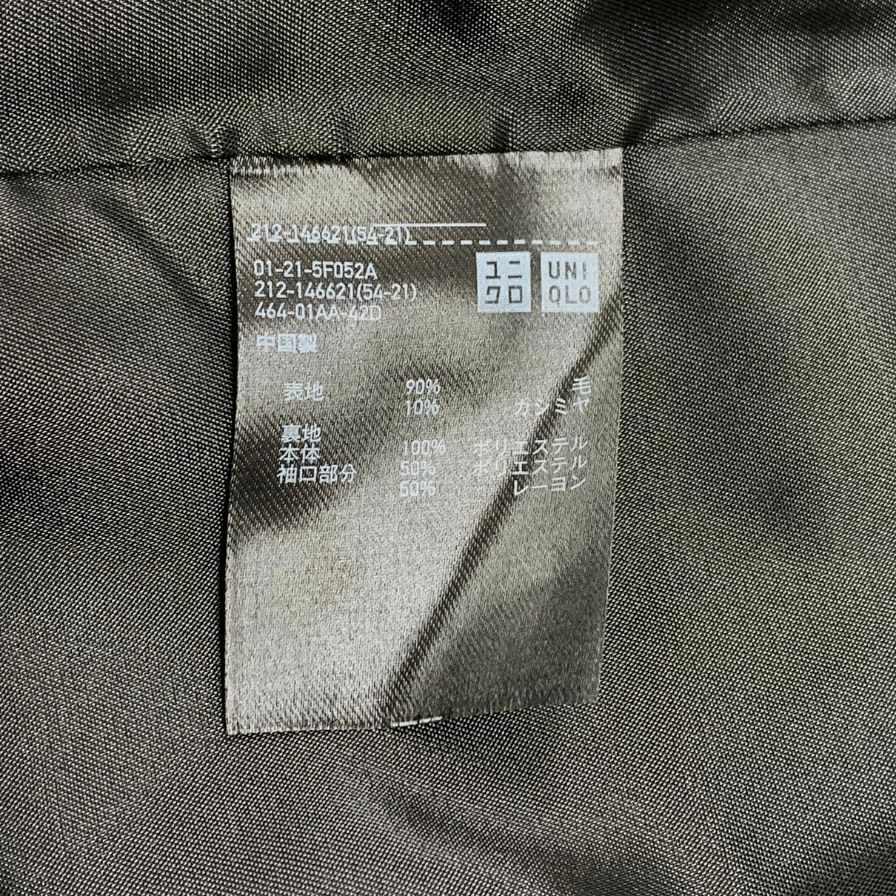 212-146621(54-21)
01-21-5F052A
212-146621(54-21)
464-01AA-42D
中国製
ユニ
クロ
UNI
QLO
表地 90% 毛
10% カシミヤ
裏地
本体 100% ポリエステル
袖口部分 50% ポリエステル
50% レーヨン